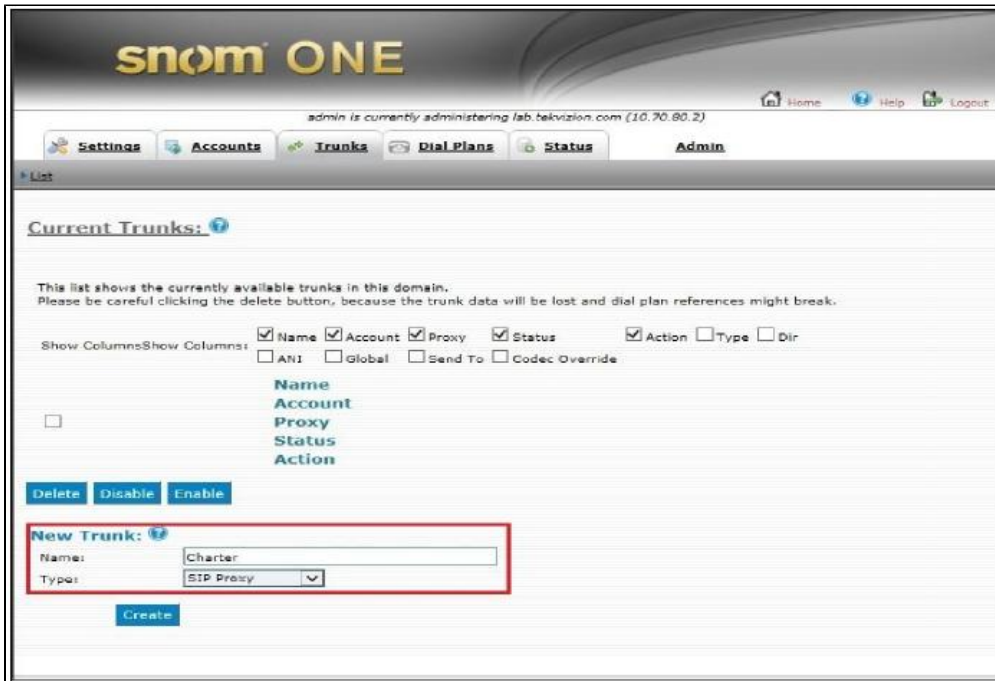 snom ONE
Home Help Logout
admin is currently administering lab.tekvizion.com (10.70.80.2)
Settings Accounts Trunks Dial Plans Status Admin
List
Current Trunks:
This list shows the currently available trunks in this domain.
Please be careful clicking the delete button, because the trunk data will be lost and dial plan references might break.
Show ColumnsShow Columns: Name Account Proxy Status Action Type Dir
ANI Global Send To Codec Override
Name
Account
Proxy
Status
Action
Delete Disable Enable
New Trunk:
Name: Charter
Type: SIP Proxy
Create